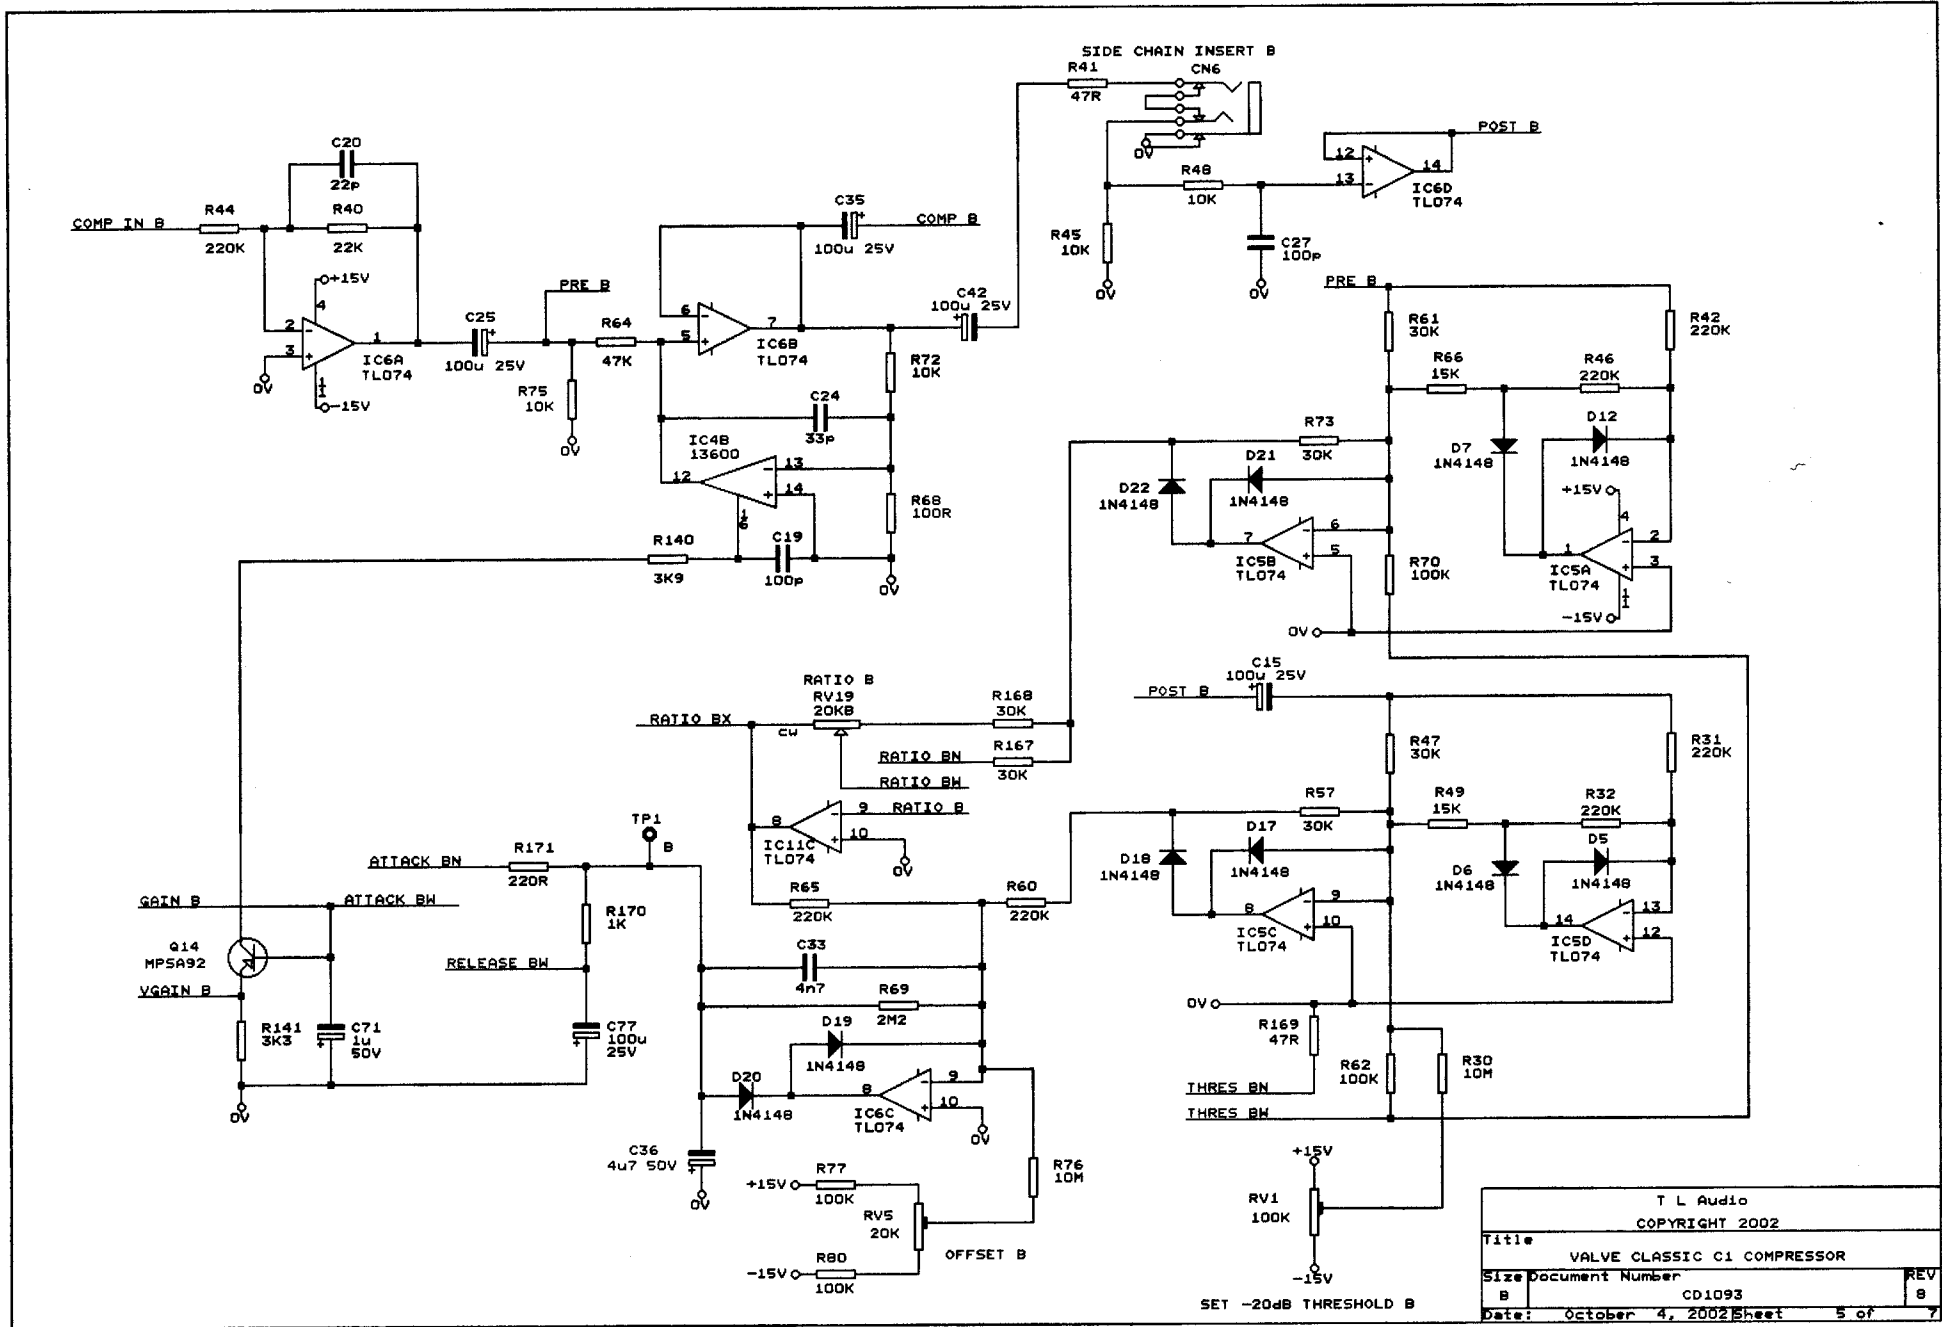 SIDE CHAIN INSERT B
R41
CN6
47R
POST B
12
14
13
IC6D
TL074
R48
10K
C20
22p
R44
R40
COMP IN B
220K
22K
C35
COMP B
100u 25V
R45
10K
C27
100p
0V
0V
0V
+15V
4
2
1
3
IC6A
TL074
0V
11
-15V
C25
100u 25V
PRE B
R64
47K
R75
10K
0V
6
7
5
IC6B
TL074
C42
100u 25V
R72
10K
C24
33p
IC4B
13600
12
13
14
16
R68
100R
R140
3K9
C19
100p
0V
PRE B
R61
30K
R42
220K
R66
15K
R46
220K
R73
30K
D7
1N4148
D12
1N4148
D22
1N4148
D21
1N4148
+15V
4
7
6
5
IC5B
TL074
R70
100K
1
2
3
IC5A
TL074
11
-15V
0V
C15
100u 25V
POST B
RATIO B
RV19
20KB
RATIO BX
CW
R168
30K
R167
30K
RATIO BN
RATIO BW
8
9
RATIO B
10
IC11C
TL074
0V
R47
30K
R31
220K
R49
15K
R32
220K
R57
30K
D18
1N4148
D17
1N4148
D6
1N4148
D5
1N4148
8
9
10
IC5C
TL074
14
13
12
IC5D
TL074
0V
TP1
B
ATTACK BN
R171
220R
R65
220K
R60
220K
GAIN B
ATTACK BW
R170
1K
Q14
MPSA92
RELEASE BW
VGAIN B
C33
4n7
R69
2M2
R141
3K3
C71
1u
50V
C77
100u
25V
D19
1N4148
D20
1N4148
8
9
10
IC6C
TL074
0V
0V
C36
4u7 50V
0V
R169
47R
R62
100K
R30
10M
THRES BN
THRES BW
R76
10M
+15V
R77
100K
RV5
20K
OFFSET B
-15V
R80
100K
+15V
RV1
100K
-15V
SET -20dB THRESHOLD B
T L Audio
COPYRIGHT 2002
Title
VALVE CLASSIC C1 COMPRESSOR
Size Document Number REV
B CD1093 8
Date: October 4, 2002 Sheet 5 of 7